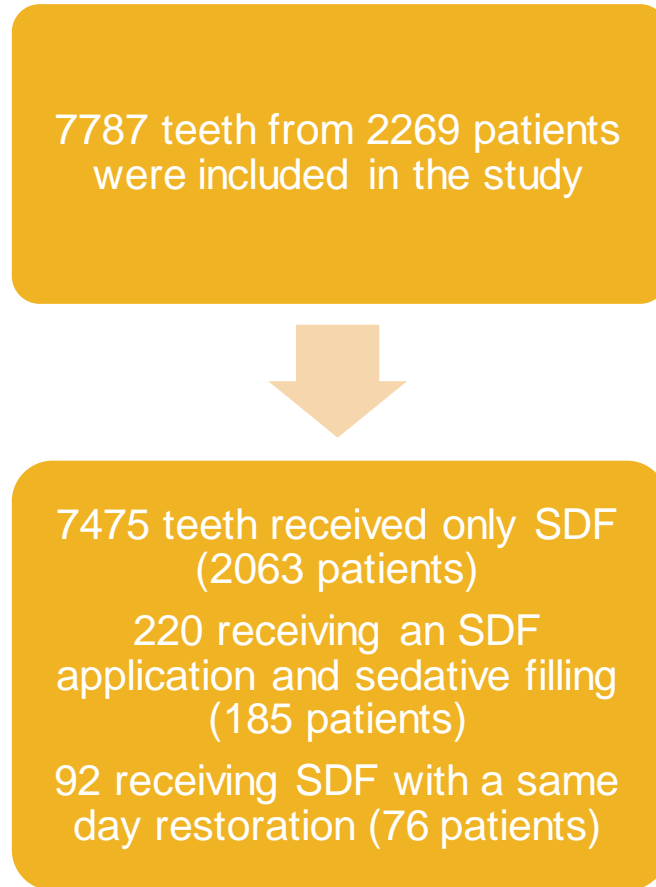 7787 teeth from 2269 patients
were included in the study
7475 teeth received only SDF
(2063 patients)
220 receiving an SDF
application and sedative filling
(185 patients)
92 receiving SDF with a same
day restoration (76 patients)